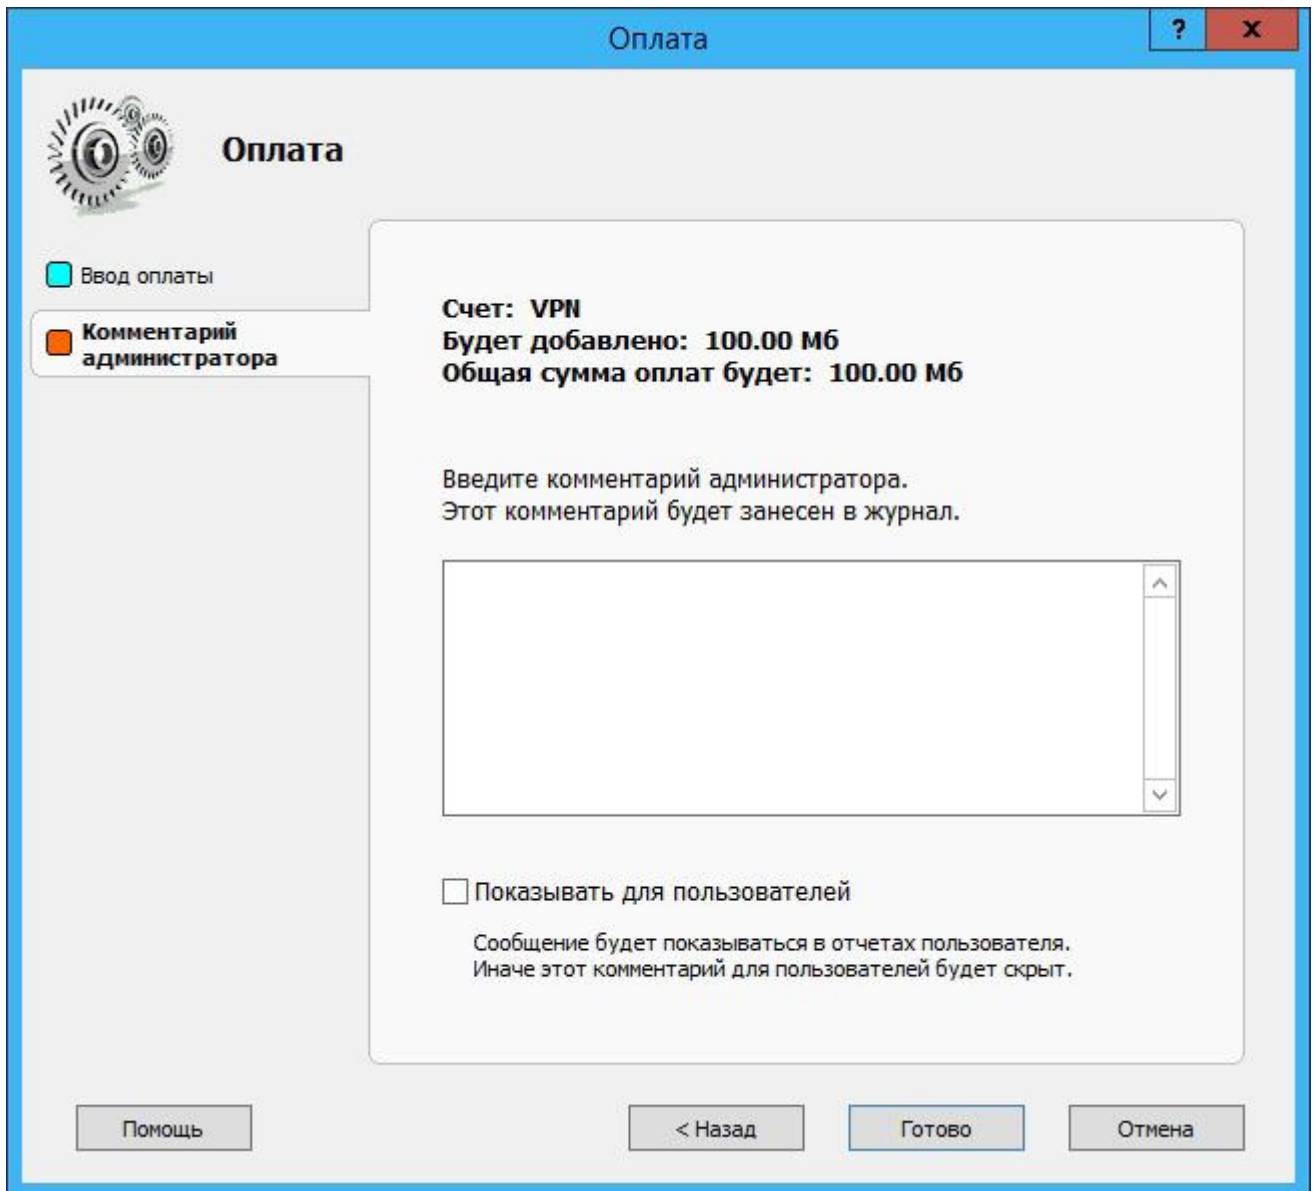 Оплата
?
x
Оплата
Ввод оплаты
Комментарий
администратора
Счет: VPN
Будет добавлено: 100.00 Мб
Общая сумма оплат будет: 100.00 Мб
Введите комментарий администратора.
Этот комментарий будет занесен в журнал.
Показывать для пользователей
Сообщение будет показываться в отчетах пользователя.
Иначе этот комментарий для пользователей будет скрыт.
Помощь
< Назад
Готово
Отмена